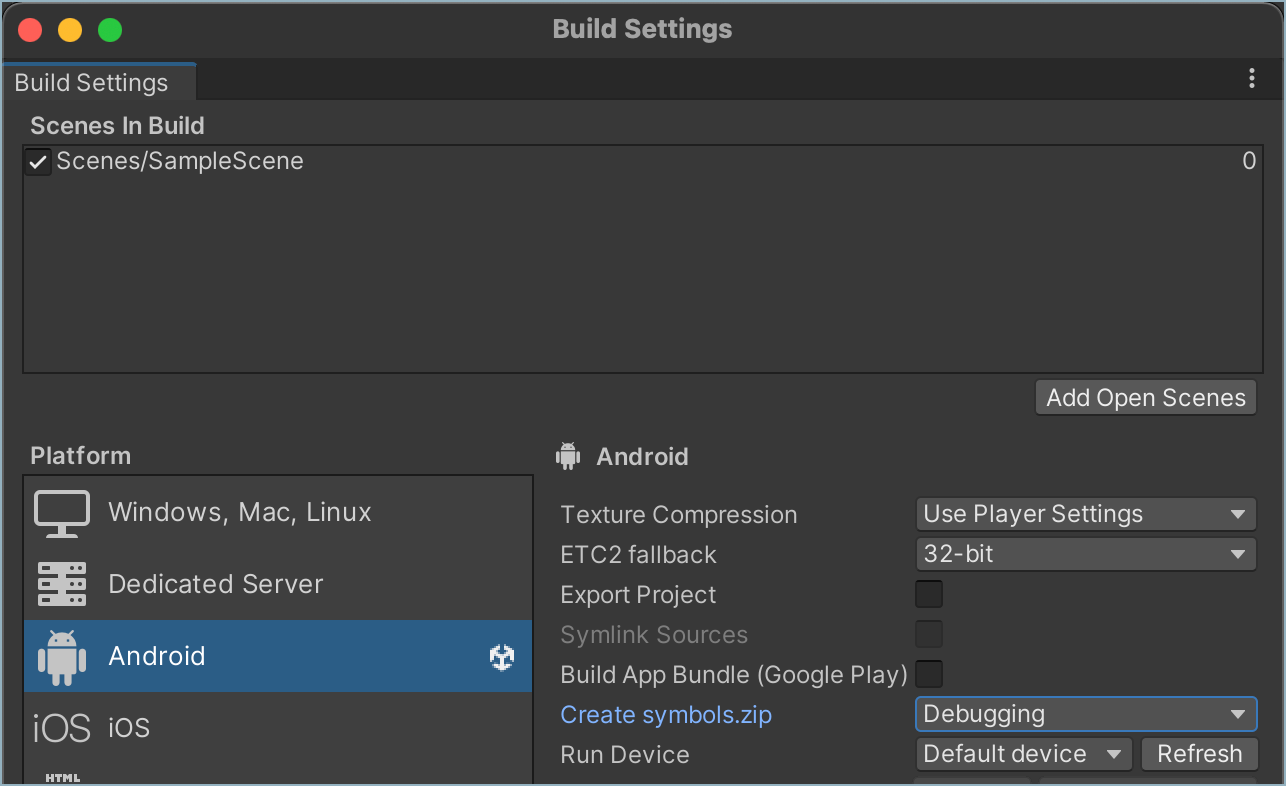 Build Settings
Build Settings
Scenes In Build
Scenes/SampleScene 0
Add Open Scenes
Platform
Windows, Mac, Linux
Dedicated Server
Android
iOS iOS
HTML
Android
Texture Compression Use Player Settings
ETC2 fallback 32-bit
Export Project
Symlink Sources
Build App Bundle (Google Play)
Create symbols.zip Debugging
Run Device Default device Refresh